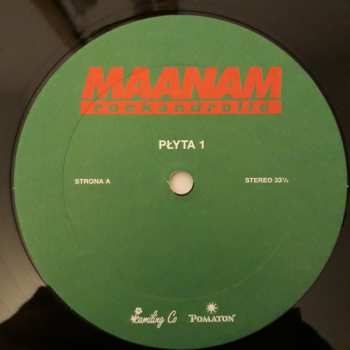 MAANAM
rockandrolle
PŁYTA 1
STRONA A
STEREO 33⅓
Kamiling Co
POMATON